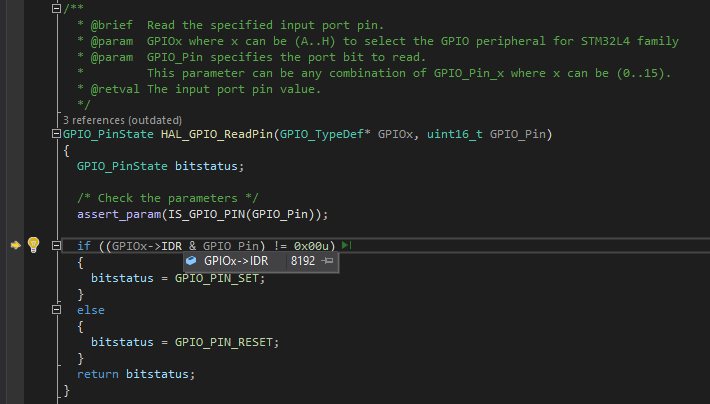 /**
* @brief  Read the specified input port pin.
* @param  GPIOx where x can be (A..H) to select the GPIO peripheral for STM32L4 family
* @param  GPIO_Pin specifies the port bit to read.
*         This parameter can be any combination of GPIO_Pin_x where x can be (0..15).
* @retval The input port pin value.
*/
3 references (outdated)
GPIO_PinState HAL_GPIO_ReadPin(GPIO_TypeDef* GPIOx, uint16_t GPIO_Pin)
{
GPIO_PinState bitstatus;
/* Check the parameters */
assert_param(IS_GPIO_PIN(GPIO_Pin));
if ((GPIOx->IDR & GPIO_Pin) != 0x00u)
GPIOx->IDR 8192
{
bitstatus = GPIO_PIN_SET;
}
else
{
bitstatus = GPIO_PIN_RESET;
}
return bitstatus;
}